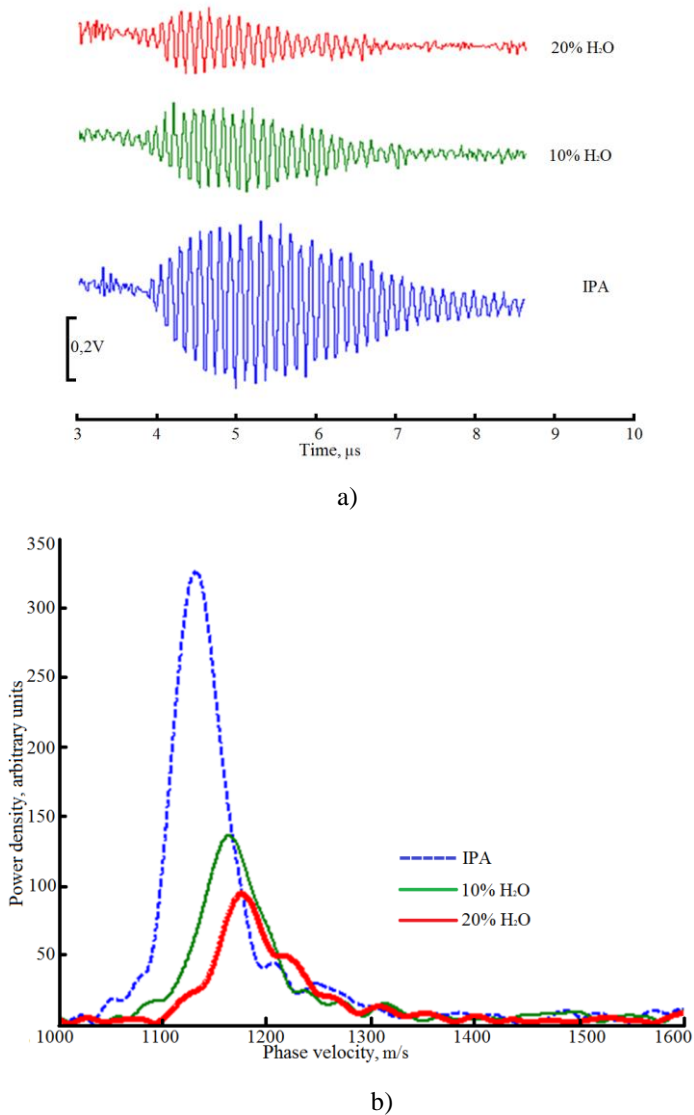 20% H₂O
10% H₂O
IPA
0,2V
3 4 5 6 7 8 9 10
Time, µs
a)
350
300
250
200
150
100
50
Power density, arbitrary units
IPA
10% H₂O
20% H₂O
1000 1100 1200 1300 1400 1500 1600
Phase velocity, m/s
b)